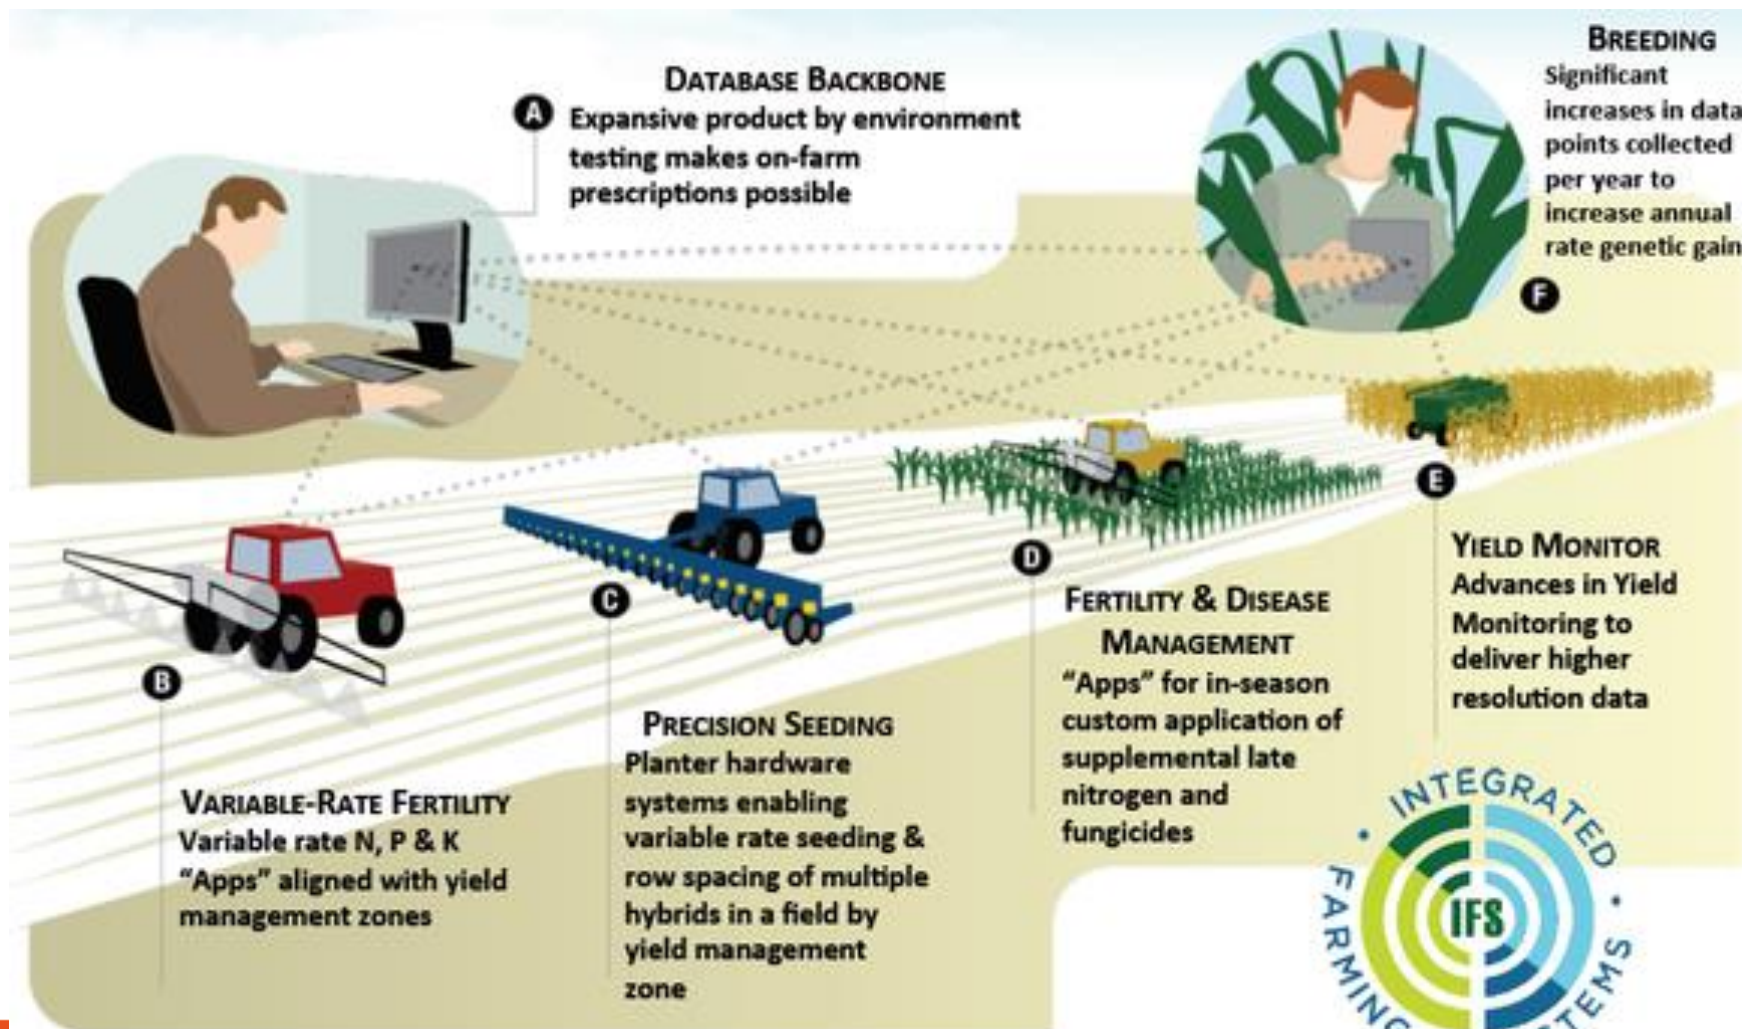 DATABASE BACKBONE
A
Expansive product by environment
testing makes on-farm
prescriptions possible
BREEDING
Significant
increases in data
points collected
per year to
increase annual
rate genetic gain
F
B
VARIABLE-RATE FERTILITY
Variable rate N, P & K
“Apps” aligned with yield
management zones
C
PRECISION SEEDING
Planter hardware
systems enabling
variable rate seeding &
row spacing of multiple
hybrids in a field by
yield management
zone
D
FERTILITY & DISEASE
MANAGEMENT
“Apps” for in-season
custom application of
supplemental late
nitrogen and
fungicides
E
YIELD MONITOR
Advances in Yield
Monitoring to
deliver higher
resolution data
INTEGRATED
FARMING
IFS